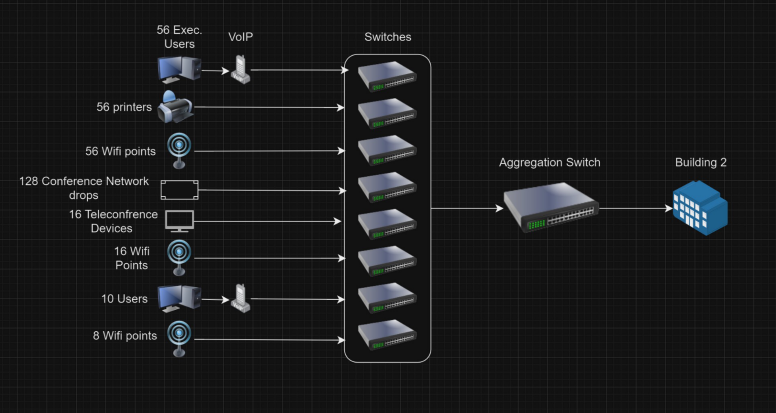 56 Exec.
Users
VoIP
Switches
56 printers
56 Wifi points
128 Conference Network
drops
16 Teleconfrence
Devices
16 Wifi
Points
10 Users
8 Wifi points
Aggregation Switch
Building 2